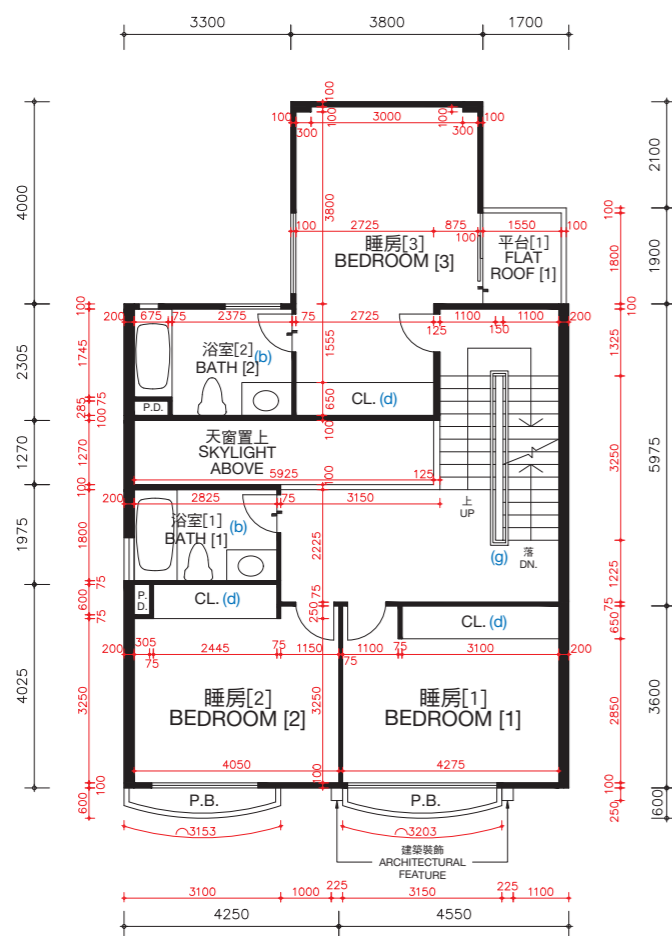 3300 3800 1700
100
100 100 3000 100 100
300 300
4000
3800
2100
100
100 2725 875 1550 100
100
睡房[3]
BEDROOM [3]
平台[1]
FLAT
ROOF [1]
1800
1900
100
100
200 675 75 2375 75 2725 1100 1100 200
125 150
浴室[2] (b)
BATH [2]
1745
2305
1555
1325
650
CL. (d)
285 75
P.D.
100
100
天窗置上
SKYLIGHT
ABOVE
1270
1270
5925 125
100
100
3250
5975
200 2825 75 3150
上
UP
浴室[1] (b)
BATH [1]
1800
1975
2225
落
DN.
(g)
1225
75
600
75
P.
D.
CL. (d)
250 75
75
650
CL. (d)
305
200 2445 75 1150 1100 75 3100 200
75 75
睡房[2]
BEDROOM [2]
睡房[1]
BEDROOM [1]
4025
3250
3250
2850
3600
4050 4275
100
100
100
P.B. P.B.
600
250
600
3153 3203
建築裝飾
ARCHITECTURAL
FEATURE
3100 1000 225 3150 225 1100
4250 4550